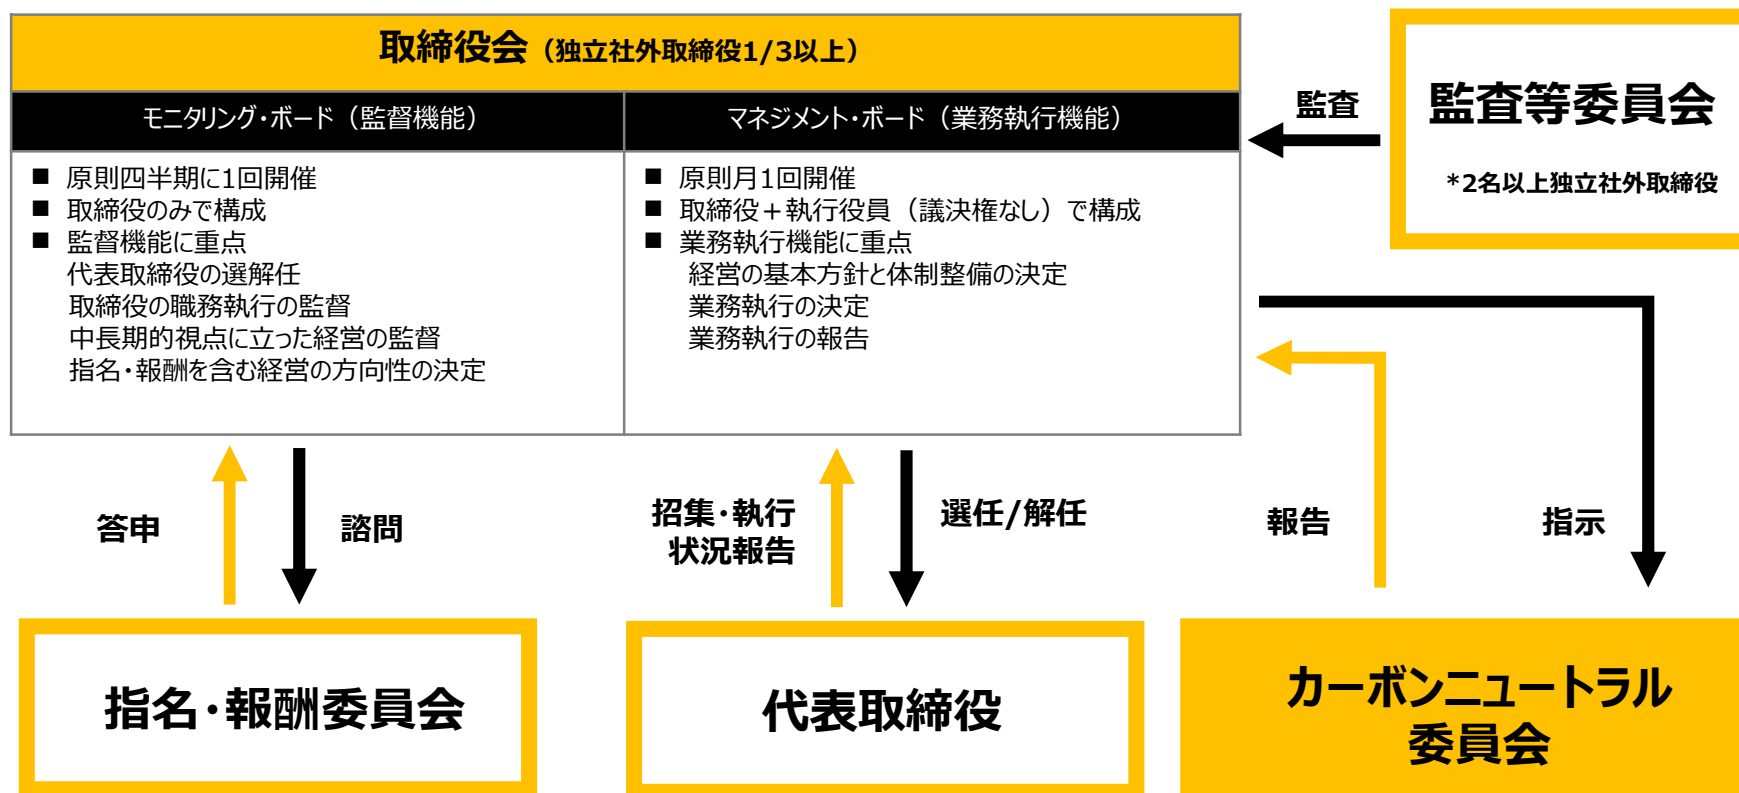 取締役会（独立社外取締役1/3以上）
モニタリング・ボード（監督機能）
■ 原則四半期に1回開催
■ 取締役のみで構成
■ 監督機能に重点
代表取締役の選解任
取締役の職務執行の監督
中長期的視点に立った経営の監督
指名・報酬を含む経営の方向性の決定
マネジメント・ボード（業務執行機能）
■ 原則月1回開催
■ 取締役＋執行役員（議決権なし）で構成
■ 業務執行機能に重点
経営の基本方針と体制整備の決定
業務執行の決定
業務執行の報告
監査
監査等委員会
*2名以上独立社外取締役
答申
諮問
招集・執行
状況報告
選任/解任
報告
指示
指名・報酬委員会
代表取締役
カーボンニュートラル
委員会